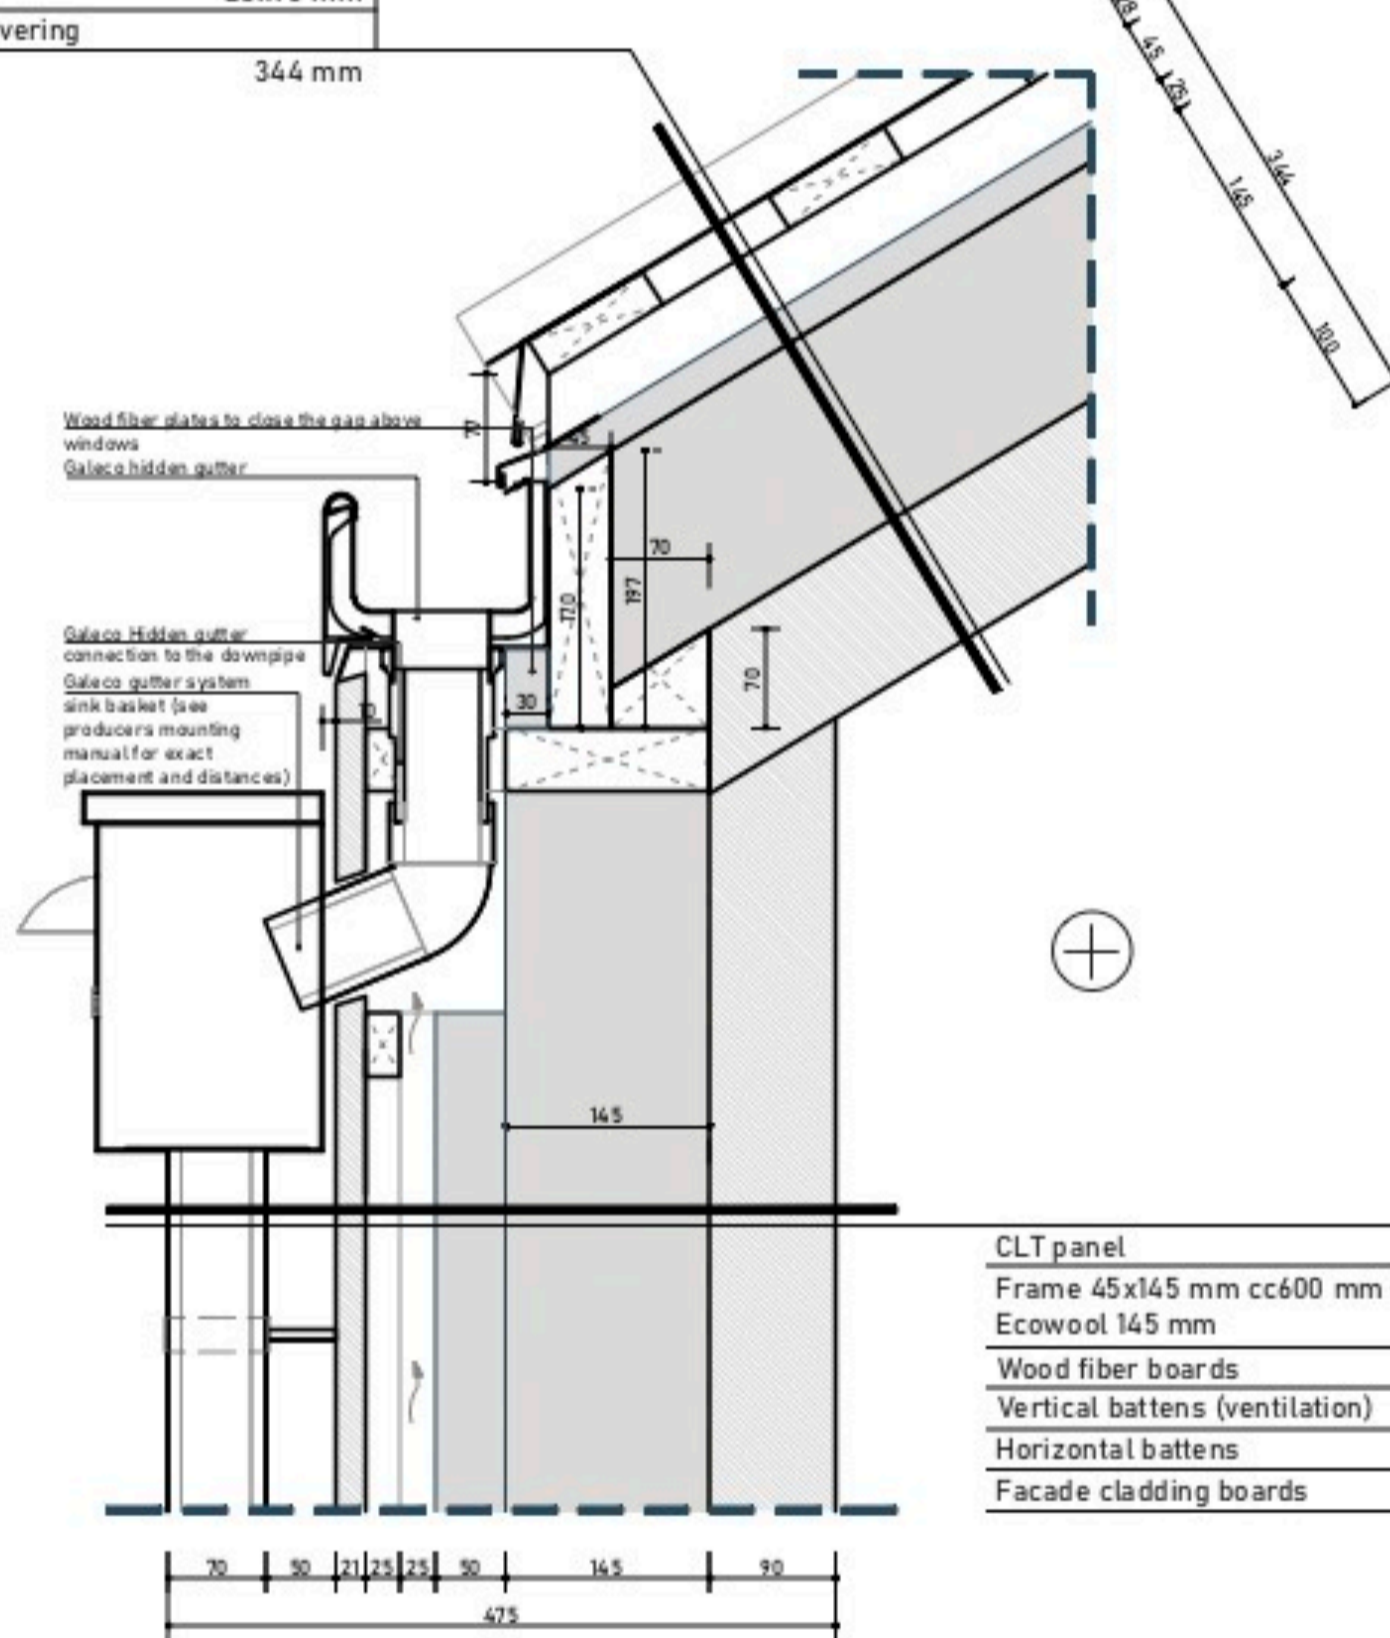 vering
344 mm
28
45
25
145
100
344
Wood fiber plates to close the gap above
windows
Galeco hidden gutter
Galeco Hidden gutter
connection to the downpipe
Galeco gutter system
sink basket (see
producers mounting
manual for exact
placement and distances)
45
70
170
197
30
70
145
CLT panel
Frame 45x145 mm cc600 mm
Ecowool 145 mm
Wood fiber boards
Vertical battens (ventilation)
Horizontal battens
Facade cladding boards
70 50 21 25 25 50 145 90
475